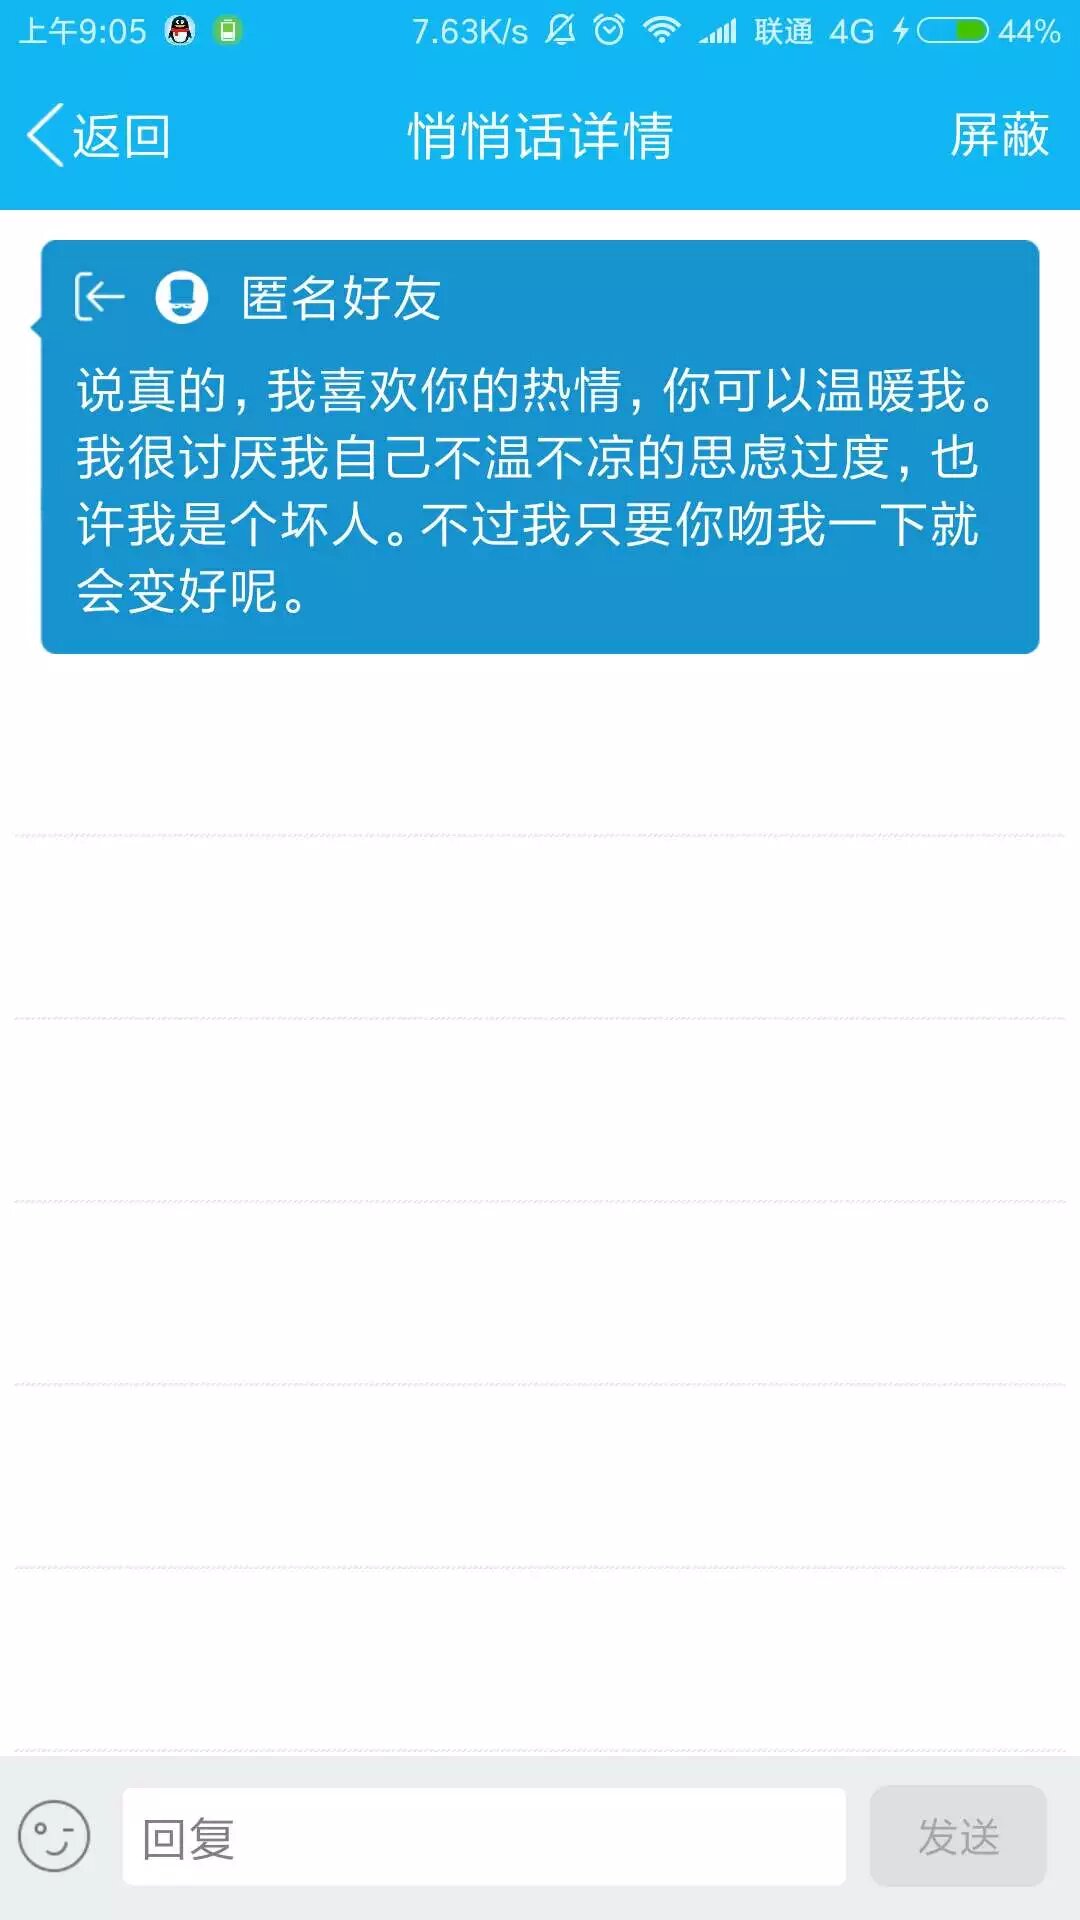 上午9:05 7.63K/s 联通 4G 44%
返回 悄悄话详情 屏蔽
匿名好友
说真的，我喜欢你的热情，你可以温暖我。
我很讨厌我自己不温不凉的思虑过度，也
许我是个坏人。不过我只要你吻我一下就
会变好呢。
回复 发送